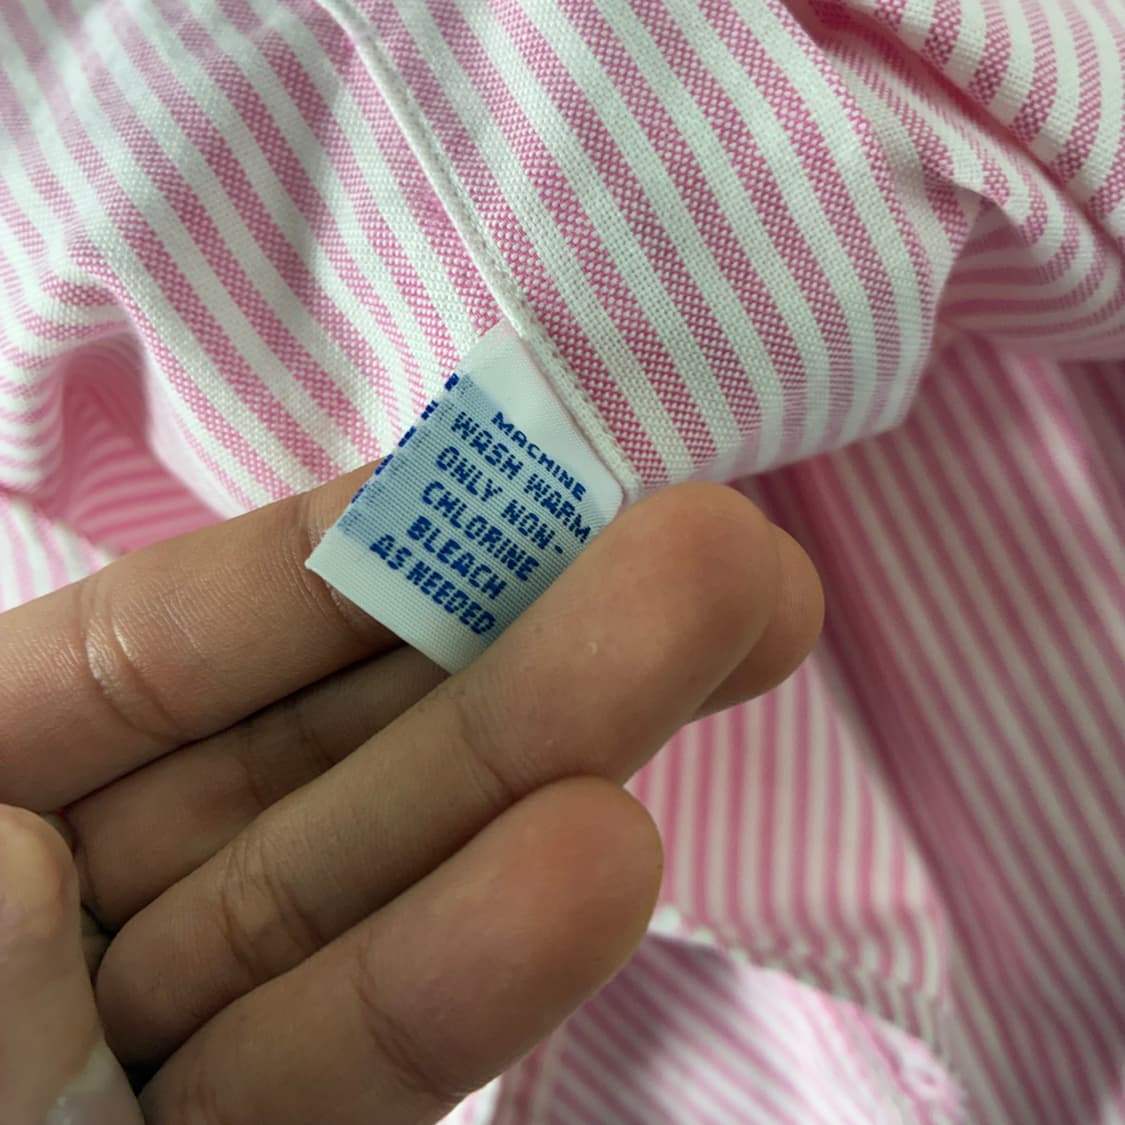 MACHINE
WASH WARM
ONLY NON-
CHLORINE
BLEACH
AS NEEDED